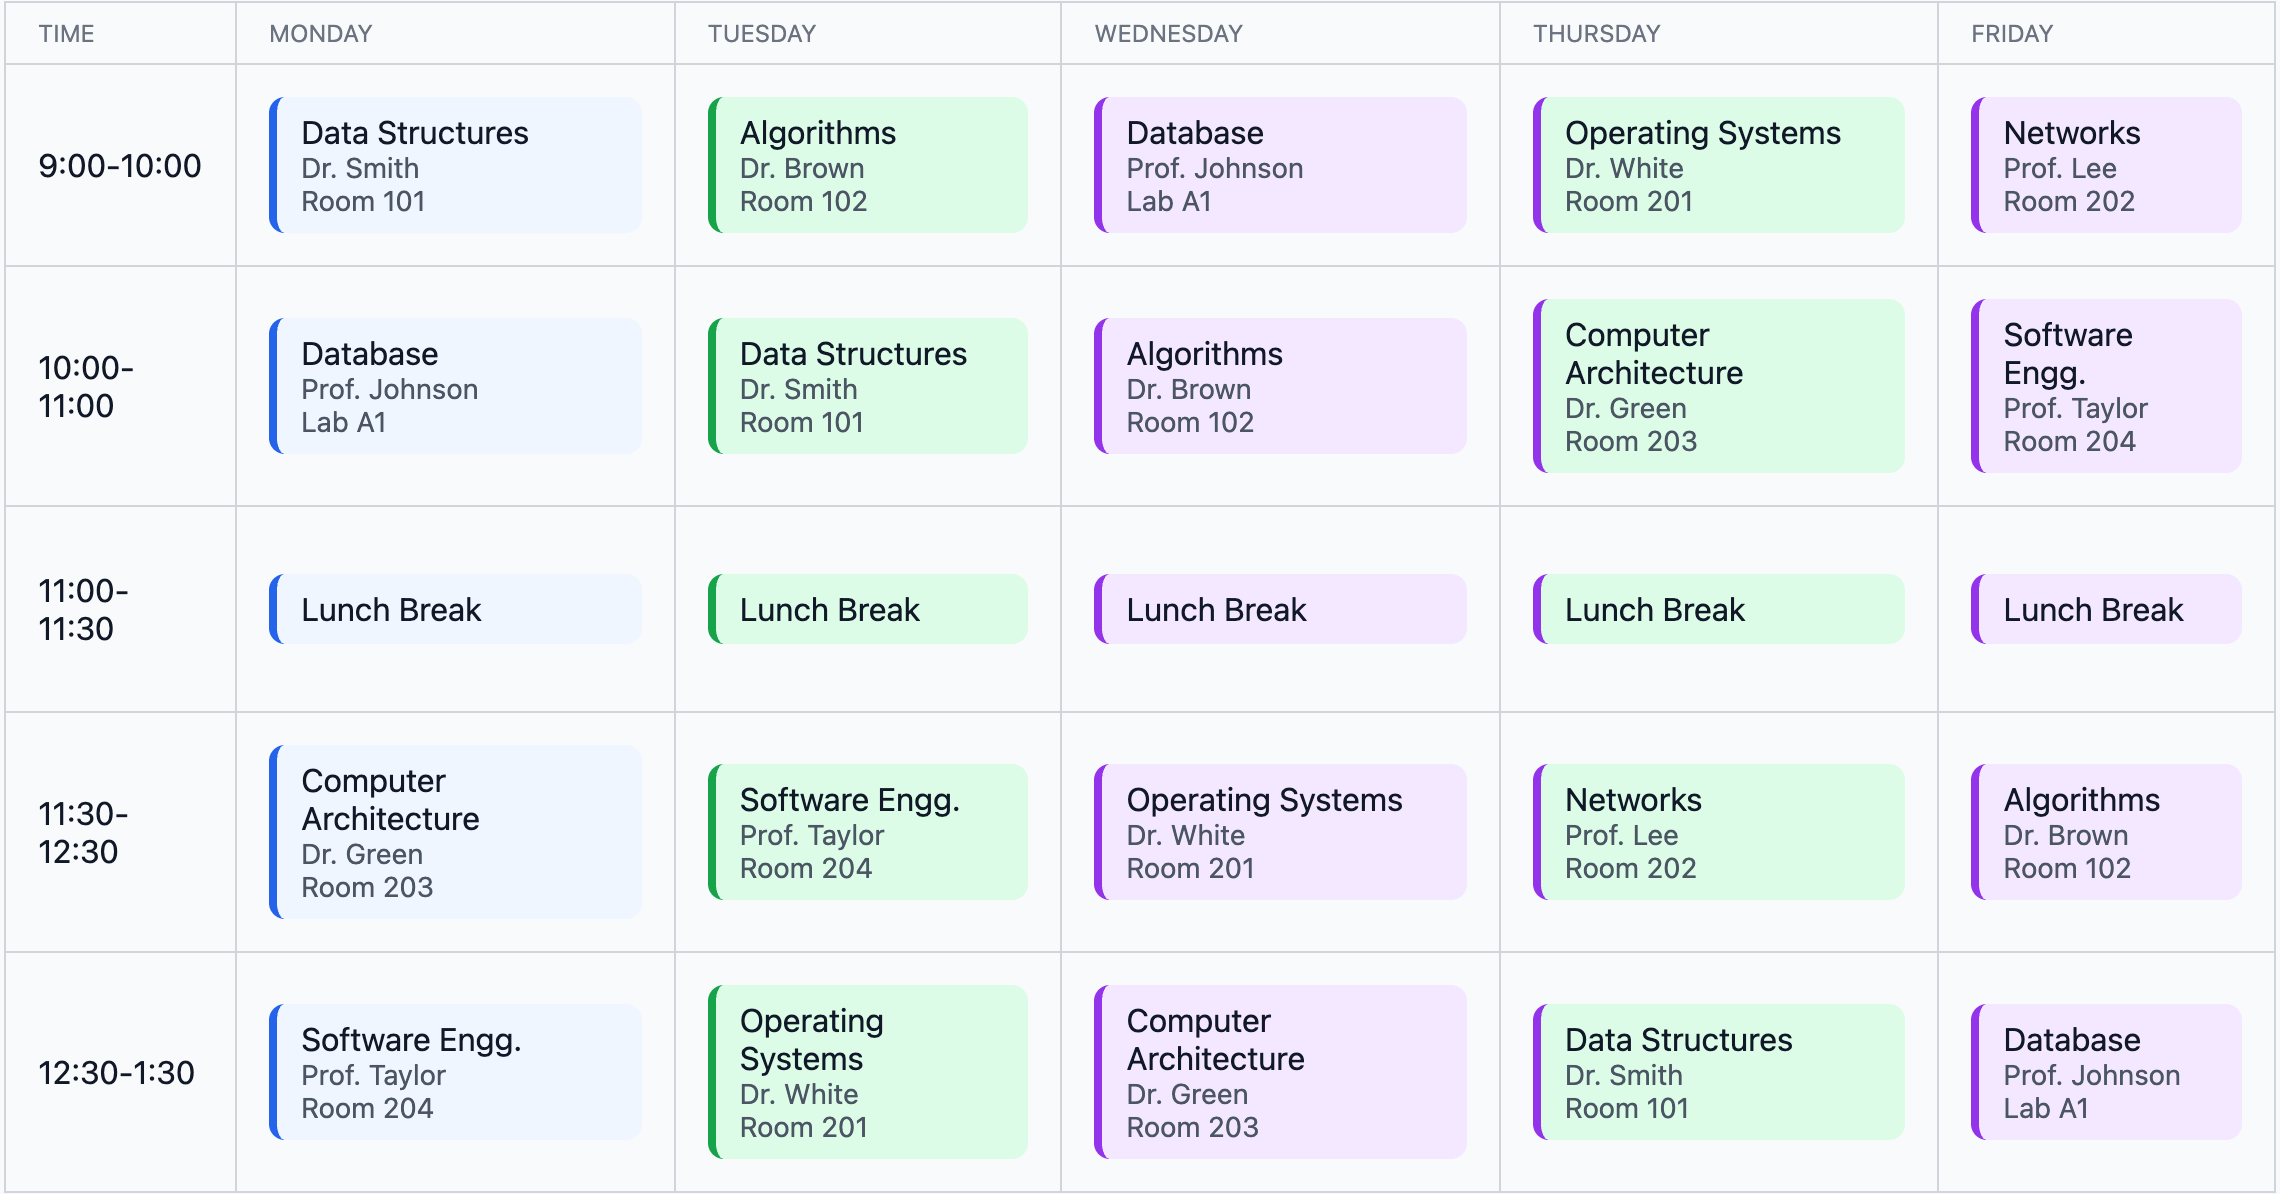 TIME
MONDAY
TUESDAY
WEDNESDAY
THURSDAY
FRIDAY
9:00-10:00
Data Structures
Dr. Smith
Room 101
Algorithms
Dr. Brown
Room 102
Database
Prof. Johnson
Lab A1
Operating Systems
Dr. White
Room 201
Networks
Prof. Lee
Room 202
10:00-
11:00
Database
Prof. Johnson
Lab A1
Data Structures
Dr. Smith
Room 101
Algorithms
Dr. Brown
Room 102
Computer
Architecture
Dr. Green
Room 203
Software
Engg.
Prof. Taylor
Room 204
11:00-
11:30
Lunch Break
Lunch Break
Lunch Break
Lunch Break
Lunch Break
11:30-
12:30
Computer
Architecture
Dr. Green
Room 203
Software Engg.
Prof. Taylor
Room 204
Operating Systems
Dr. White
Room 201
Networks
Prof. Lee
Room 202
Algorithms
Dr. Brown
Room 102
12:30-1:30
Software Engg.
Prof. Taylor
Room 204
Operating
Systems
Dr. White
Room 201
Computer
Architecture
Dr. Green
Room 203
Data Structures
Dr. Smith
Room 101
Database
Prof. Johnson
Lab A1